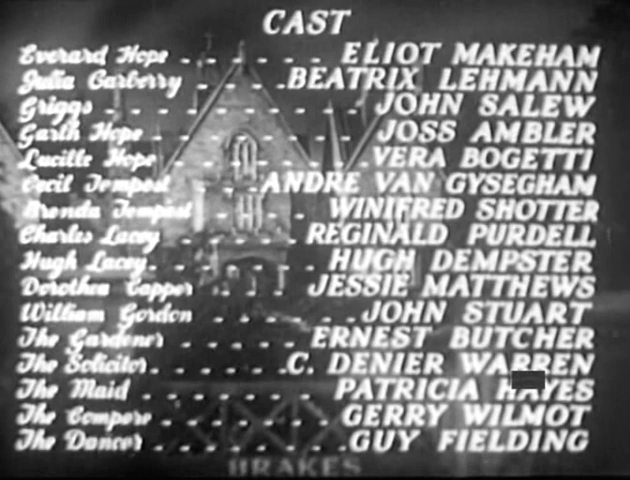 CAST
Everard Hope ELIOT MAKEHAM
Julia Carberry BEATRIX LEHMANN
Griggs JOHN SALEW
Garth Hope JOSS AMBLER
Lucille Hope VERA BOGETTI
Cecil Tempest ANDRE VAN GYSEGHAM
Brenda Tempest WINIFRED SHOTTER
Charles Lacey REGINALD PURDELL
Hugh Lacey HUGH DEMPSTER
Dorothea Capper JESSIE MATTHEWS
William Gordon JOHN STUART
The Gardener ERNEST BUTCHER
The Solicitor C. DENIER WARREN
The Maid PATRICIA HAYES
The Compere GERRY WILMOT
The Dancer GUY FIELDING
BRAKES